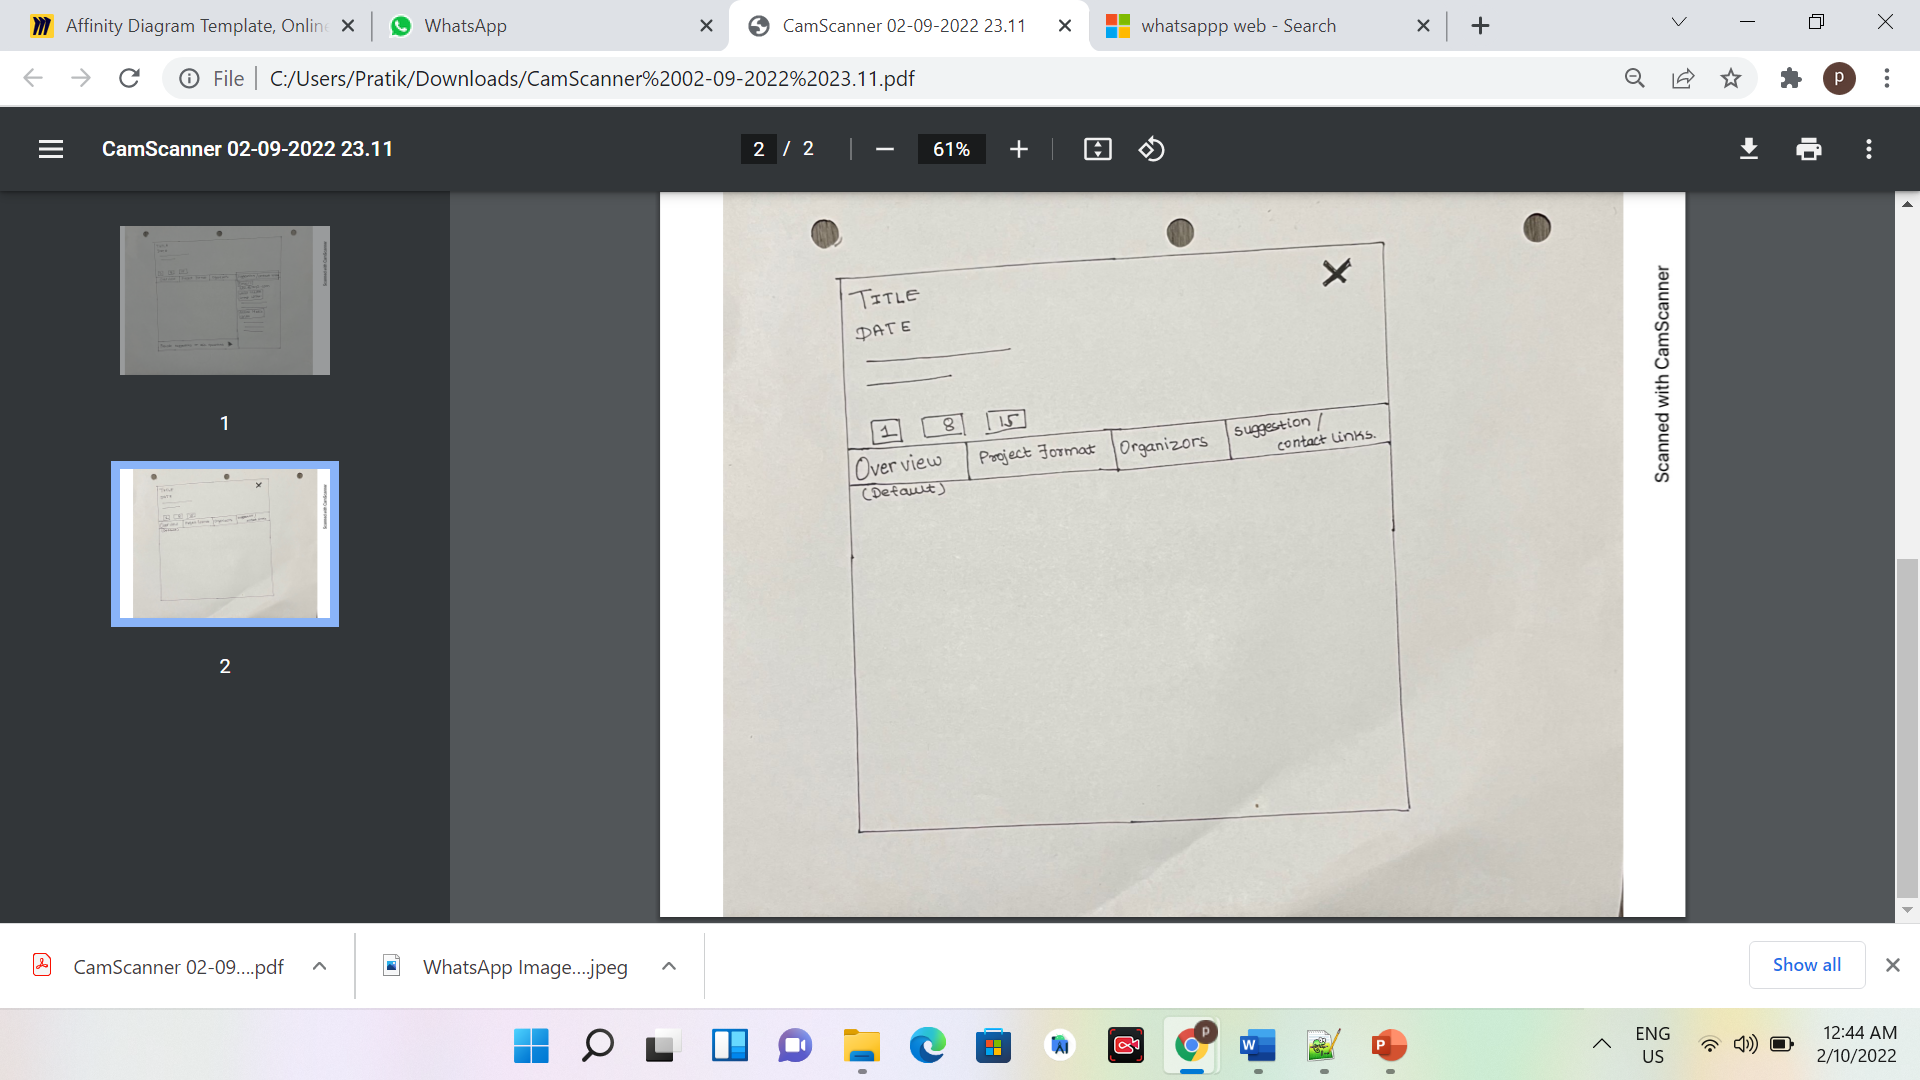 Affinity Diagram Template, Online
WhatsApp
CamScanner 02-09-2022 23.11
whatsappp web - Search
File
C:/Users/Pratik/Downloads/CamScanner%2002-09-2022%2023.11.pdf
p
CamScanner 02-09-2022 23.11
2 / 2
61%
1
2
TITLE
DATE
1 8 15
Overview
Project Format
Organizors
suggestion /
contact links.
(Default)
Scanned with CamScanner
CamScanner 02-09....pdf
WhatsApp Image....jpeg
Show all
ENG
US
12:44 AM
2/10/2022